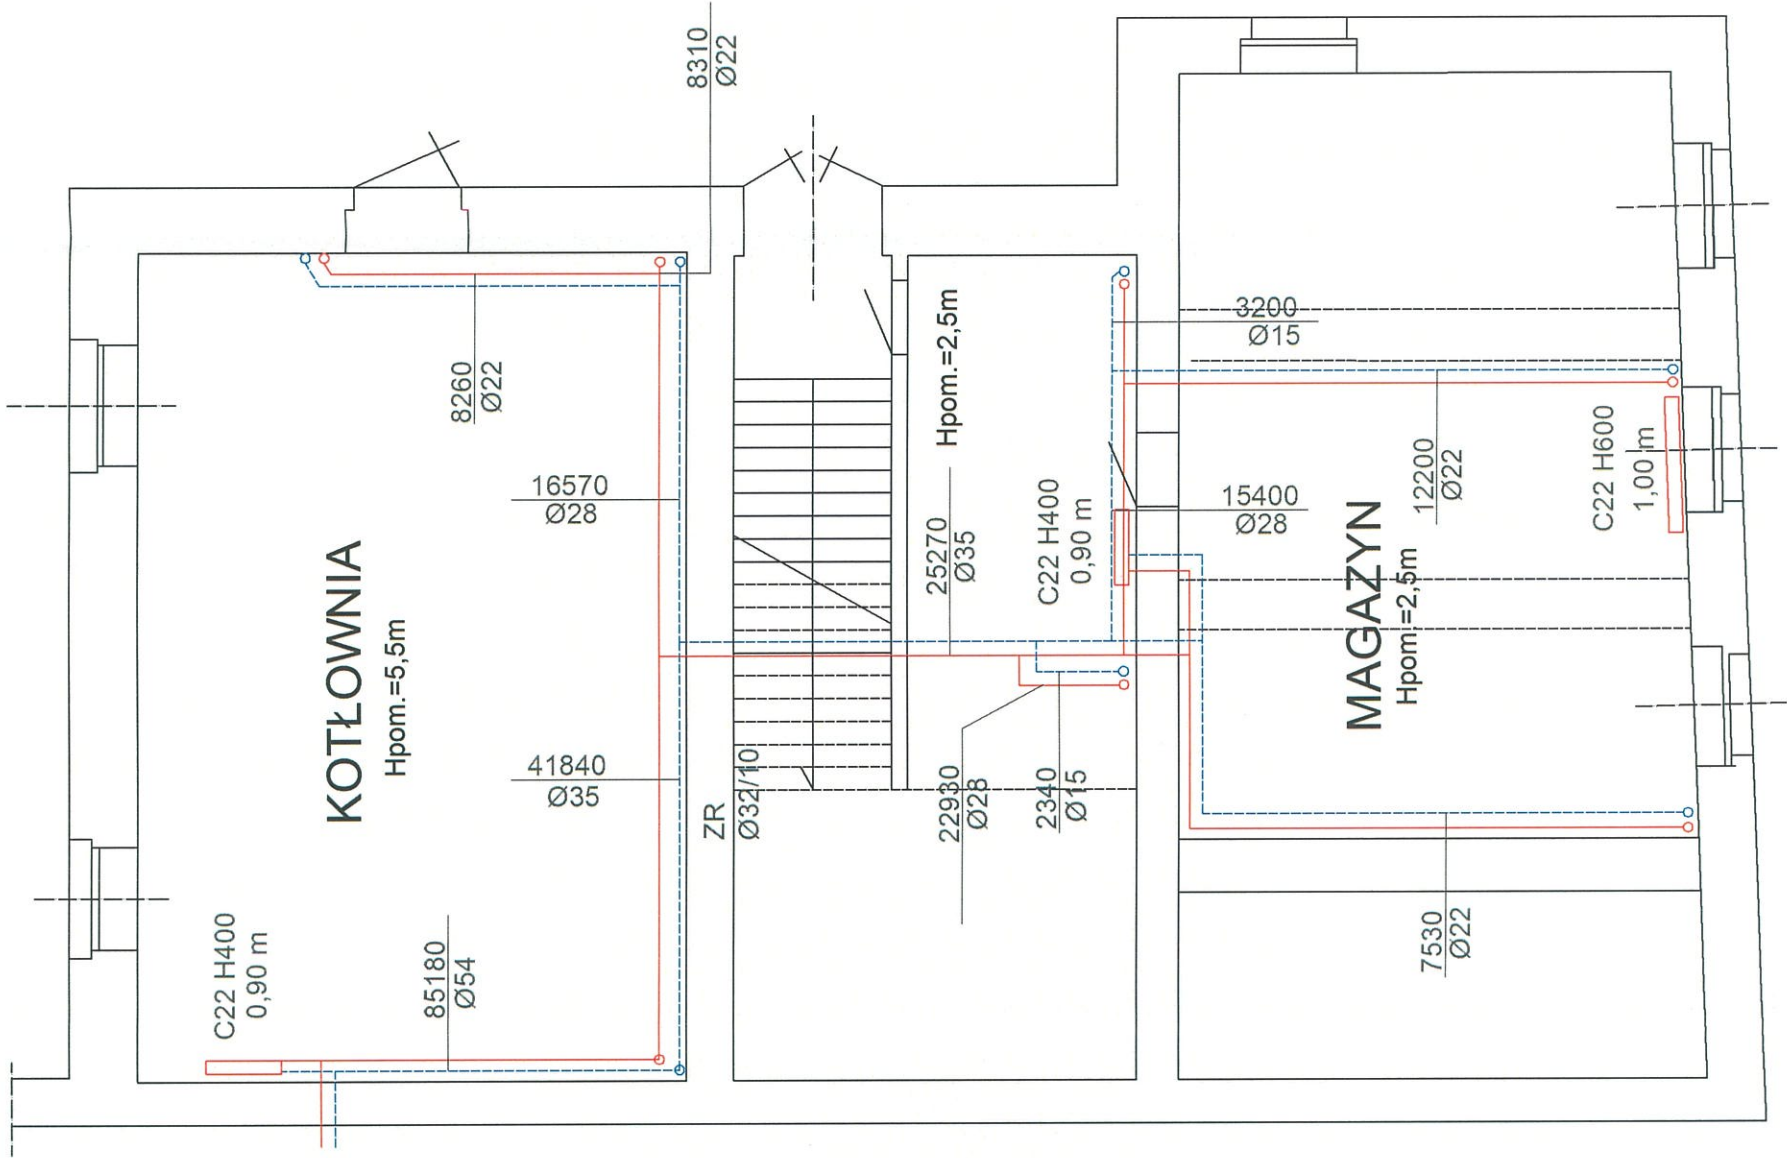 8310
Ø22
8260
Ø22
16570
Ø28
KOTŁOWNIA
Hpom.=5,5m
41840
Ø35
C22 H400
0,90 m
85180
Ø54
ZR
Ø32/10
Hpom.=2,5m
25270
Ø35
C22 H400
0,90 m
22930
Ø28
2340
Ø15
3200
Ø15
15400
Ø28
12200
Ø22
C22 H600
1,00 m
MAGAZYN
Hpom.=2,5m
7530
Ø22